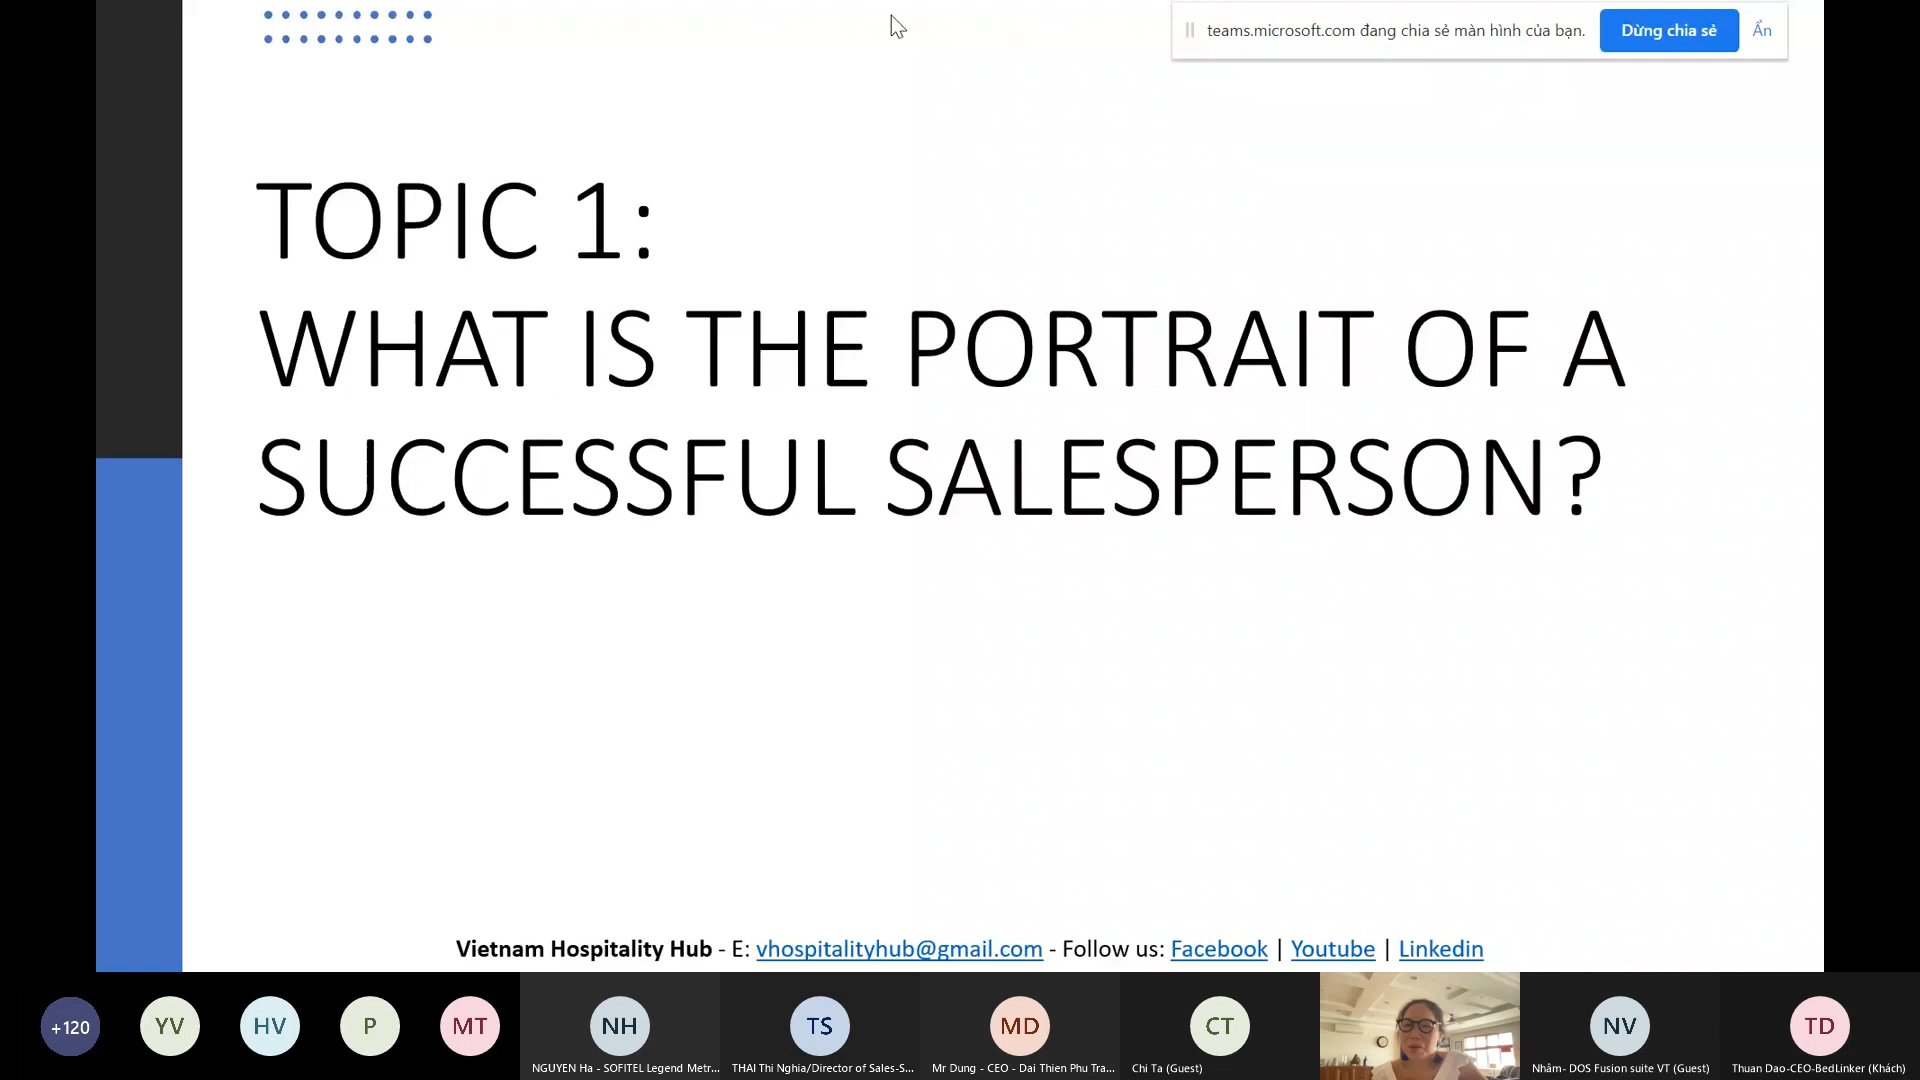 teams.microsoft.com đang chia sẻ màn hình của bạn. Dừng chia sẻ Ẩn
TOPIC 1:
WHAT IS THE PORTRAIT OF A
SUCCESSFUL SALESPERSON?
Vietnam Hospitality Hub - E: vhospitalityhub@gmail.com - Follow us: Facebook | Youtube | Linkedin
+120 YV HV P MT NH TS MD CT NV TD
NGUYEN Ha - SOFITEL Legend Metr... THAI Thi Nghia/Director of Sales-S... Mr Dung - CEO - Dai Thien Phu Tra... Chi Ta (Guest) Nhâm- DOS Fusion suite VT (Guest) Thuan Dao-CEO-BedLinker (Khách)